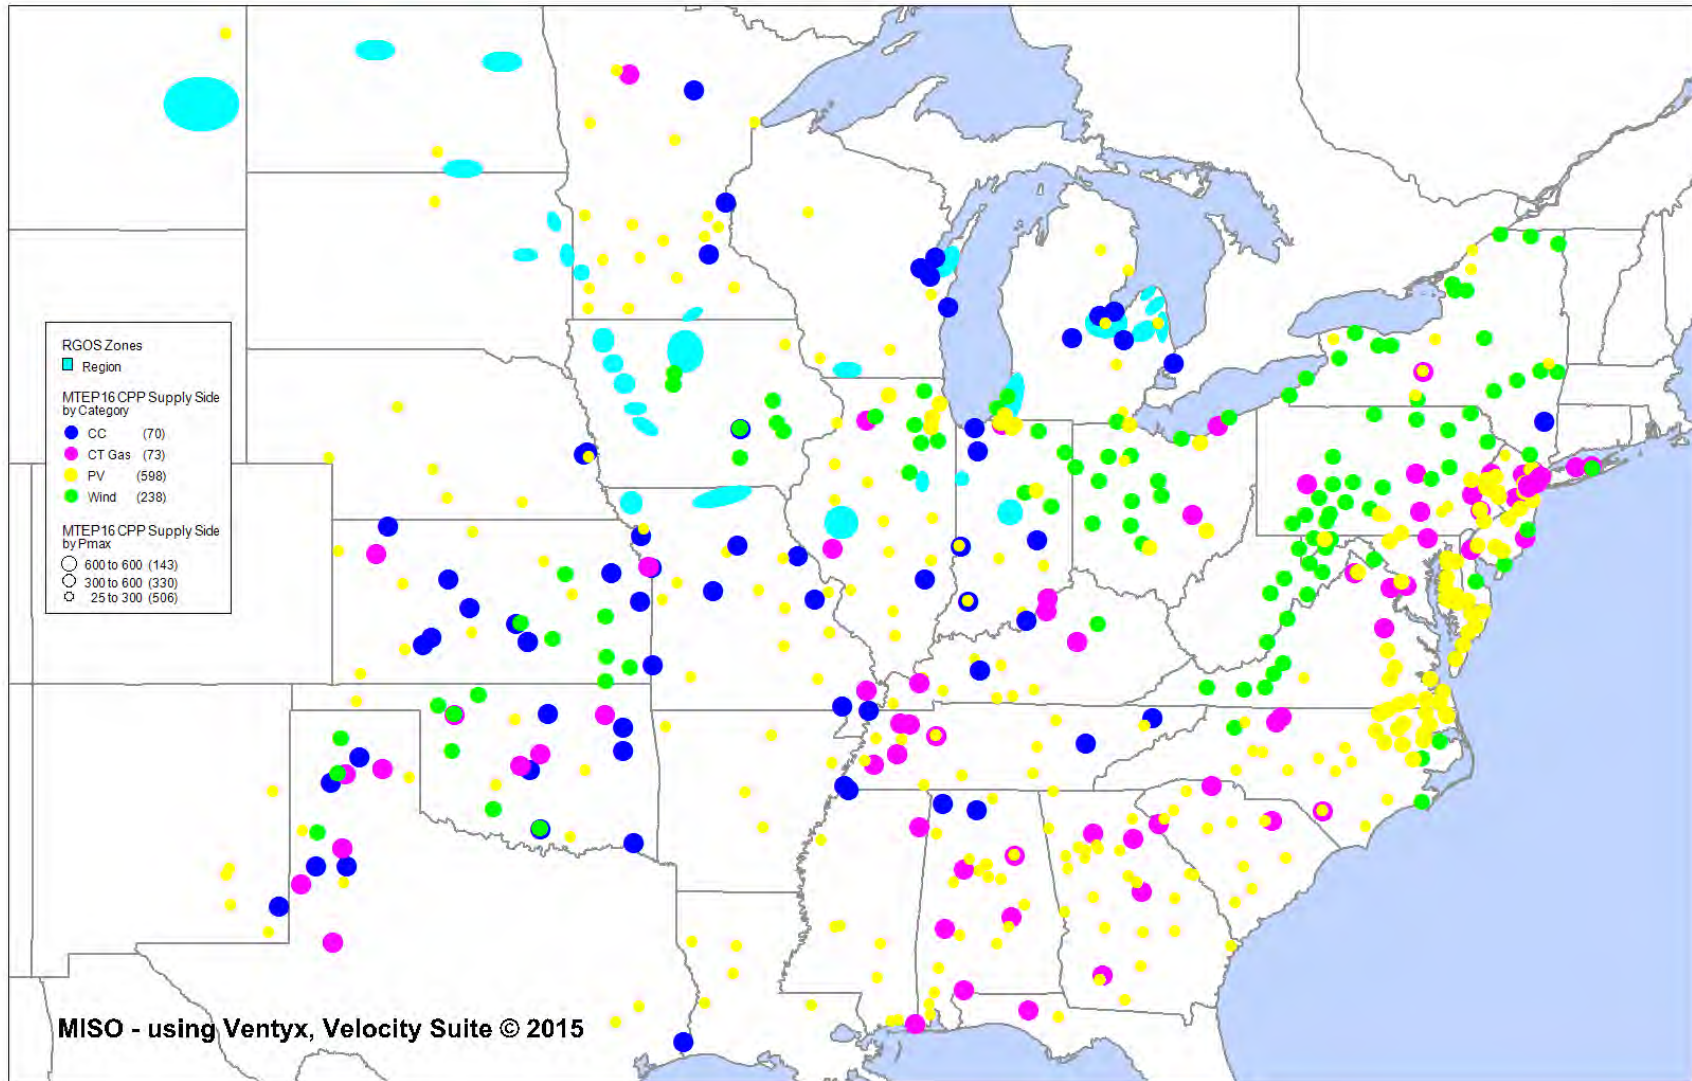 RGOS Zones
Region
MTEP16 CPP Supply Side
by Category
CC (70)
CT Gas (73)
PV (598)
Wind (238)
MTEP16 CPP Supply Side
by Pmax
600 to 600 (143)
300 to 600 (330)
25 to 300 (506)
MISO - using Ventyx, Velocity Suite © 2015